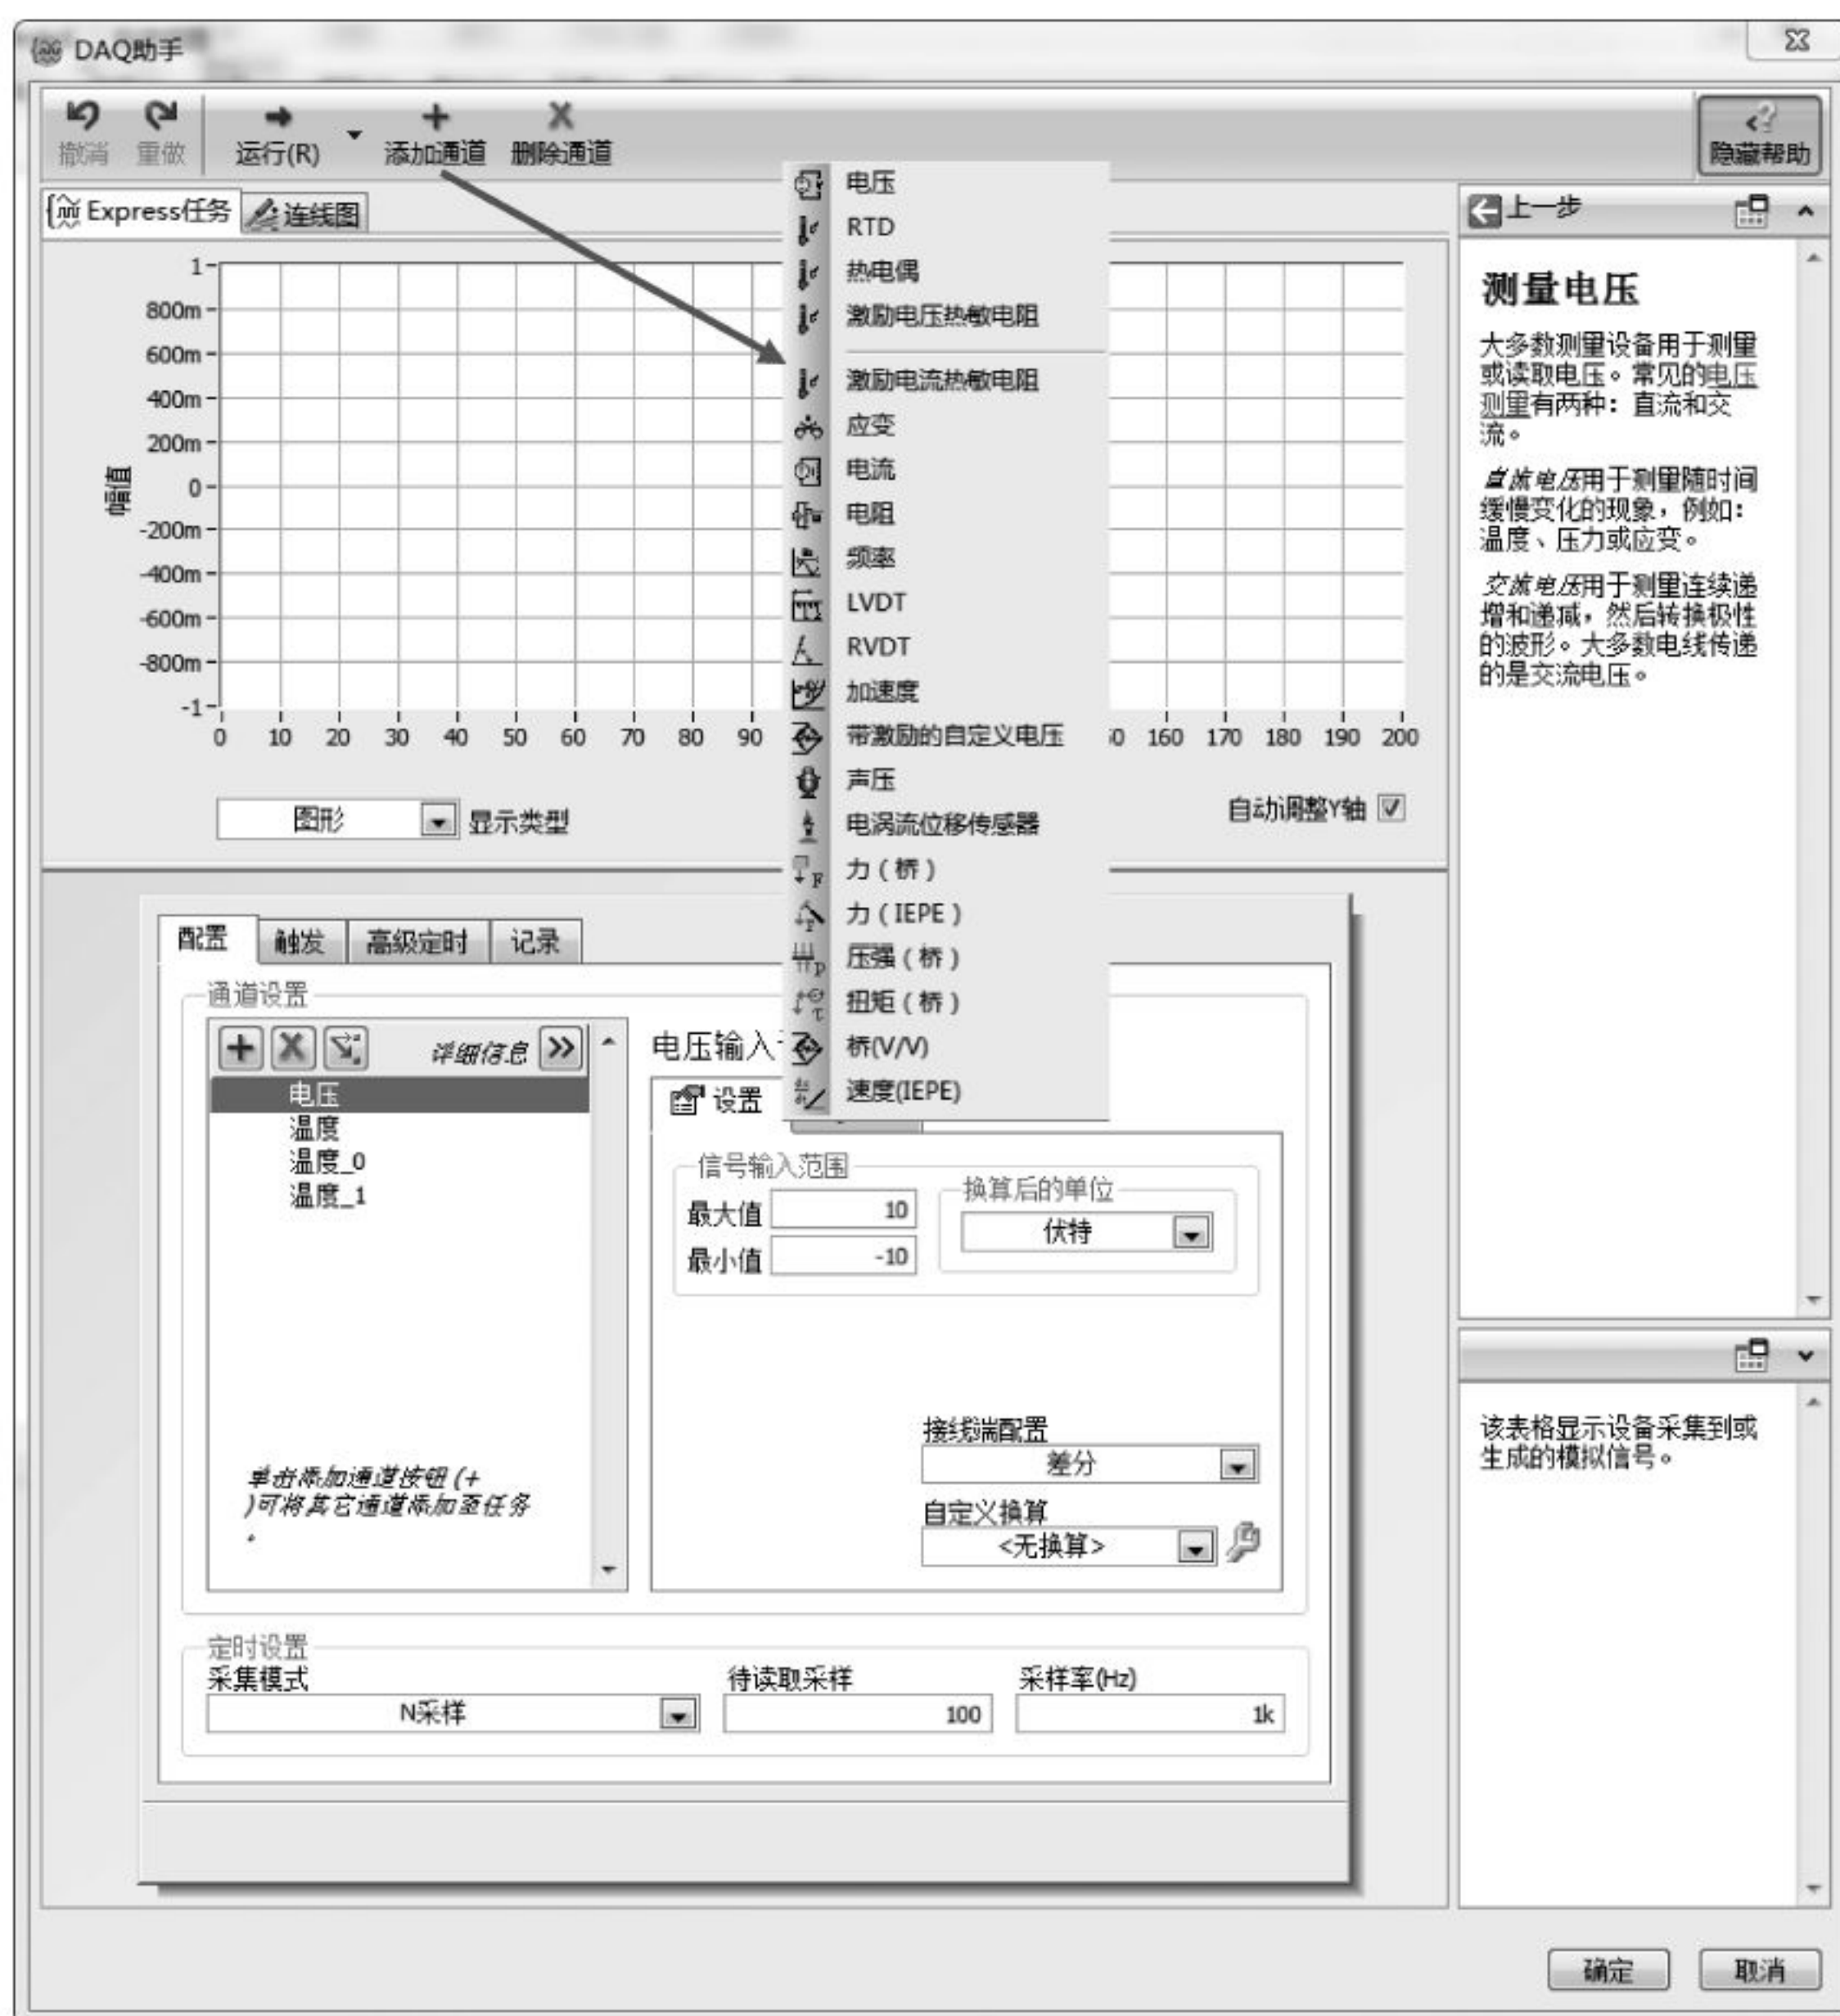 DAQ助手
撤消 重做 运行(R) 添加通道 删除通道
隐藏帮助
Express任务 连线图
1
800m
600m
400m
200m
0
-200m
-400m
-600m
-800m
-1
幅值
0 10 20 30 40 50 60 70 80 90
160 170 180 190 200
图形 显示类型
自动调整Y轴
电压
RTD
热电偶
激励电压热敏电阻
激励电流热敏电阻
应变
电流
电阻
频率
LVDT
RVDT
加速度
带激励的自定义电压
声压
电涡流位移传感器
力（桥）
力（IEPE）
压强（桥）
扭矩（桥）
桥(V/V)
速度(IEPE)
配置 触发 高级定时 记录
通道设置
详细信息
电压
温度
温度_0
温度_1
单击添加通道按钮(+
)可将其它通道添加至任务
。
电压输入
设置
信号输入范围
最大值 10
最小值 -10
换算后的单位
伏特
接线端配置
差分
自定义换算
<无换算>
定时设置
采集模式 待读取采样 采样率(Hz)
N采样 100 1k
上一步
测量电压
大多数测量设备用于测量
或读取电压。常见的电压
测量有两种：直流和交
流。
直流电压用于测量随时间
缓慢变化的现象，例如：
温度、压力或应变。
交流电压用于测量连续递
增和递减，然后转换极性
的波形。大多数电线传递
的是交流电压。
该表格显示设备采集到或
生成的模拟信号。
确定 取消